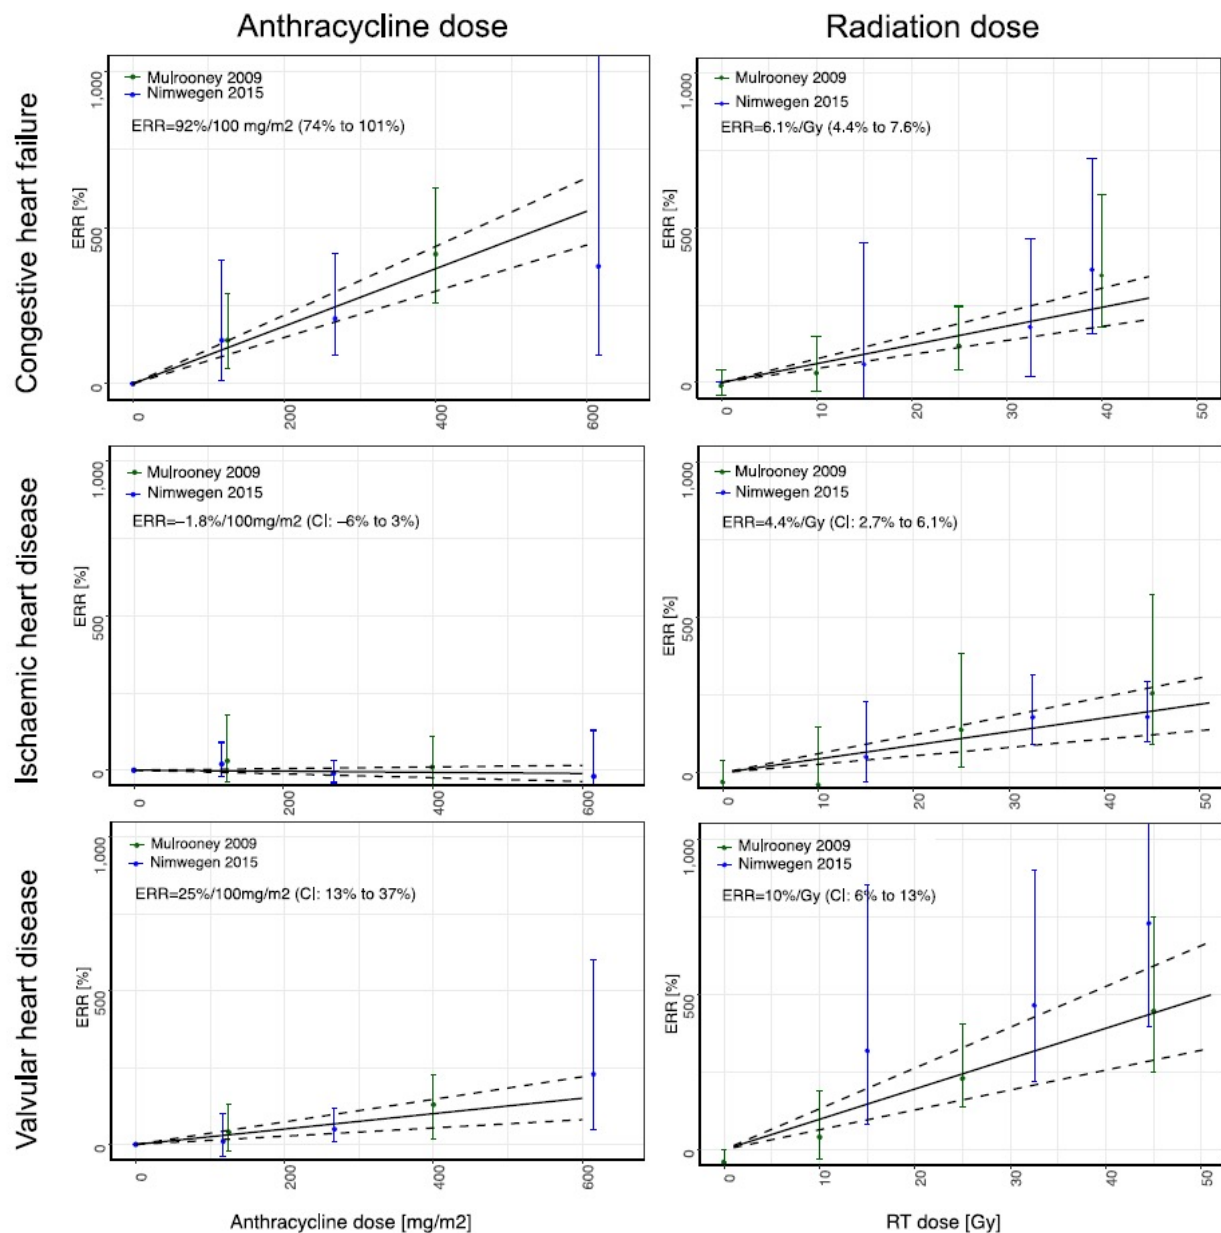 Anthracycline dose
Radiation dose
Congestive heart failure
1,000
Mulrooney 2009
Nimwegen 2015
ERR=92%/100 mg/m2 (74% to 101%)
ERR [%]
500
0
0
200
400
600
1,000
Mulrooney 2009
Nimwegen 2015
ERR=6.1%/Gy (4.4% to 7.6%)
ERR [%]
500
0
0
10
20
30
40
50
Ischaemic heart disease
1,000
Mulrooney 2009
Nimwegen 2015
ERR=–1.8%/100mg/m2 (CI: –6% to 3%)
ERR [%]
500
0
0
200
400
600
1,000
Mulrooney 2009
Nimwegen 2015
ERR=4.4%/Gy (CI: 2.7% to 6.1%)
ERR [%]
500
0
0
10
20
30
40
50
Valvular heart disease
1,000
Mulrooney 2009
Nimwegen 2015
ERR=25%/100mg/m2 (CI: 13% to 37%)
ERR [%]
500
0
0
200
400
600
Anthracycline dose [mg/m2]
1,000
Mulrooney 2009
Nimwegen 2015
ERR=10%/Gy (CI: 6% to 13%)
ERR [%]
500
0
0
10
20
30
40
50
RT dose [Gy]